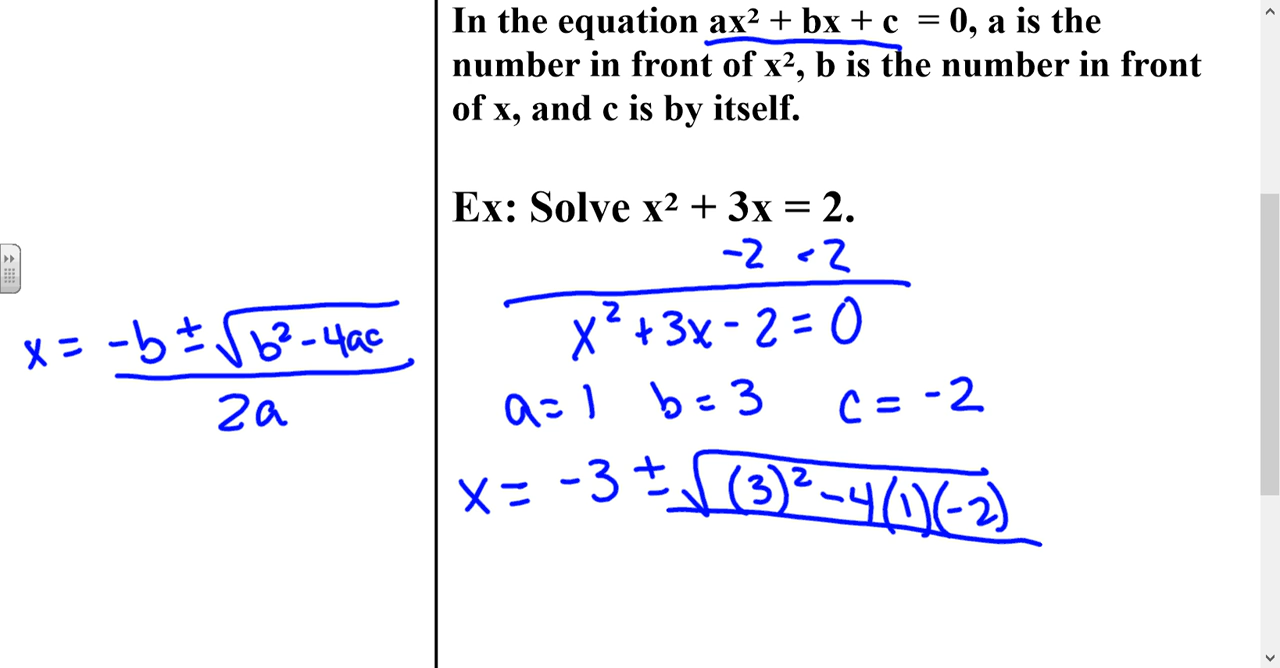 In the equation ax² + bx + c = 0, a is the
number in front of x², b is the number in front
of x, and c is by itself.
Ex: Solve x² + 3x = 2.
-2 -2
x² + 3x - 2 = 0
a = 1 b = 3 c = -2
x = -3 ± √(3)² - 4(1)(-2)
x = -b ± √b² - 4ac
2a